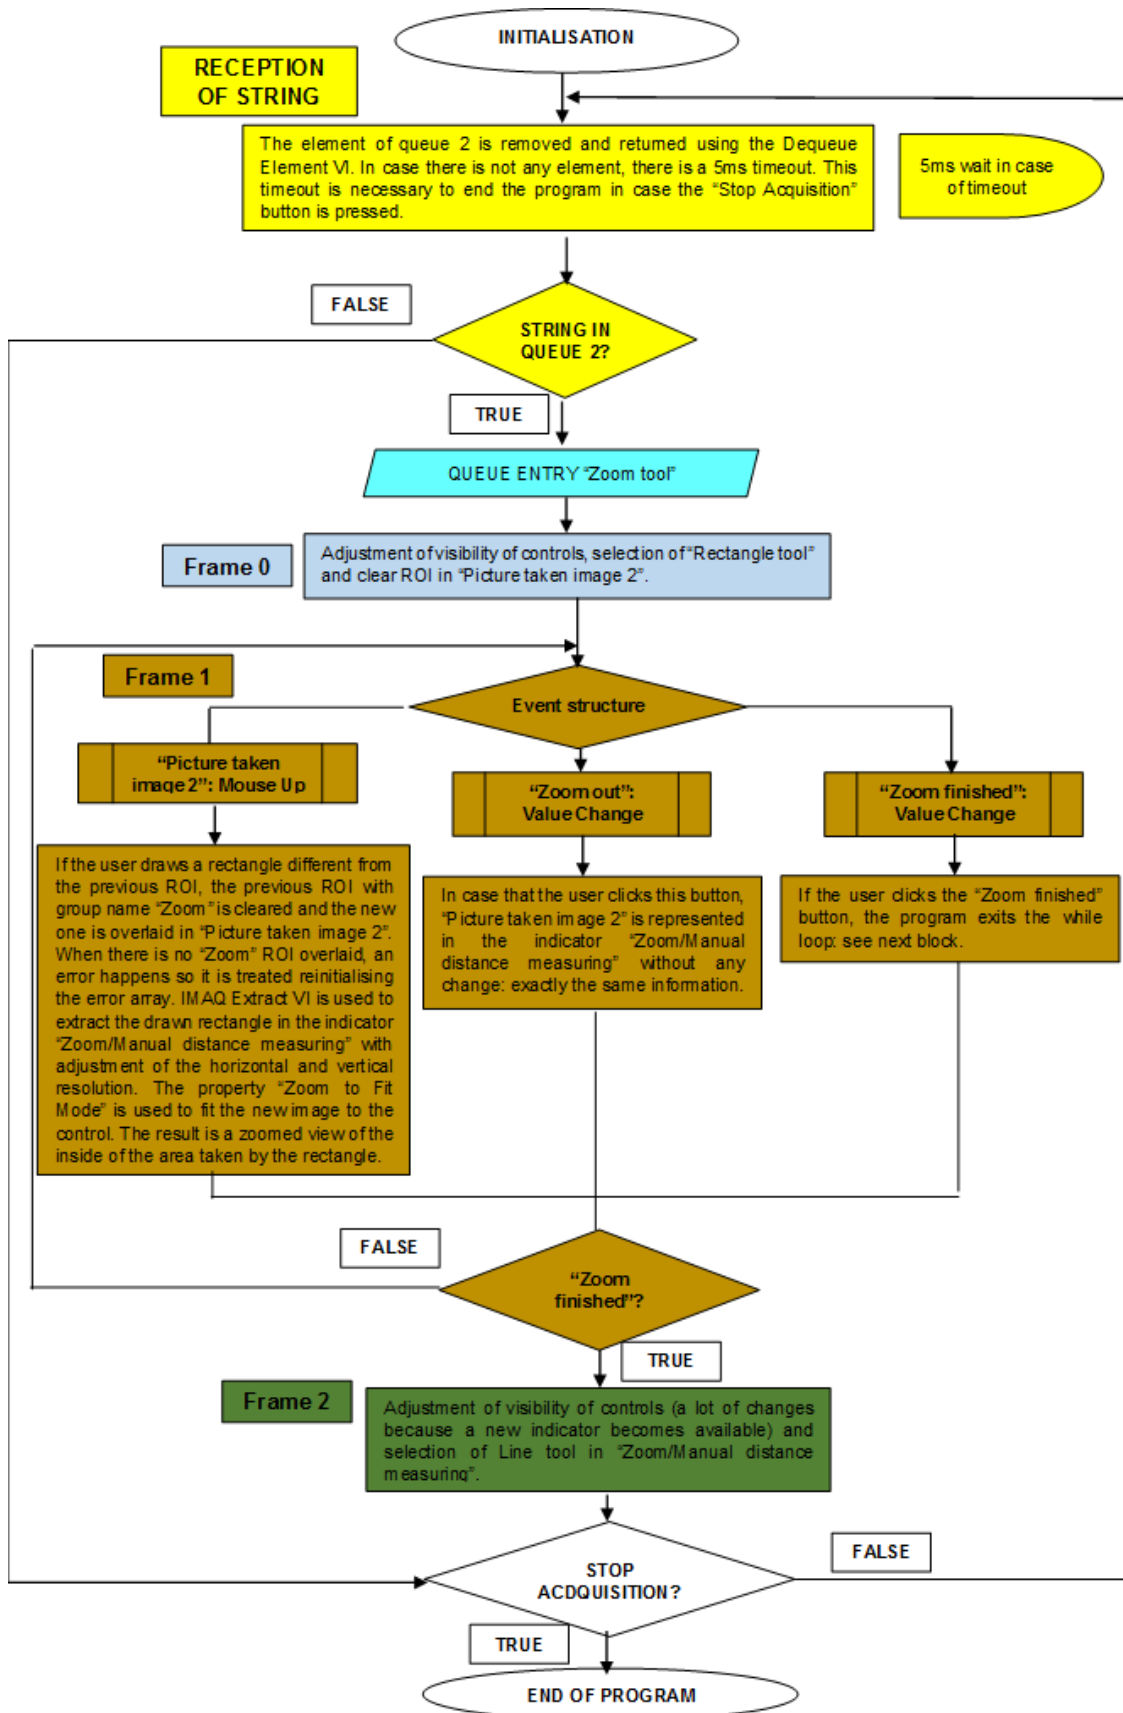 INITIALISATION
RECEPTION
OF STRING
The element of queue 2 is removed and returned using the Dequeue
Element VI. In case there is not any element, there is a 5ms timeout. This
timeout is necessary to end the program in case the “Stop Acquisition”
button is pressed.
5ms wait in case
of timeout
FALSE
STRING IN
QUEUE 2?
TRUE
QUEUE ENTRY “Zoom tool”
Frame 0
Adjustment of visibility of controls, selection of “Rectangle tool”
and clear ROI in “Picture taken image 2”.
Frame 1
Event structure
“Picture taken
image 2”: Mouse Up
“Zoom out”:
Value Change
“Zoom finished”:
Value Change
If the user draws a rectangle different from
the previous ROI, the previous ROI with
group name “Zoom” is cleared and the new
one is overlaid in “Picture taken image 2”.
When there is no “Zoom” ROI overlaid, an
error happens so it is treated reinitialising
the error array. IMAQ Extract VI is used to
extract the drawn rectangle in the indicator
“Zoom/Manual distance measuring” with
adjustment of the horizontal and vertical
resolution. The property “Zoom to Fit
Mode” is used to fit the new image to the
control. The result is a zoomed view of the
inside of the area taken by the rectangle.
In case that the user clicks this button,
“Picture taken image 2” is represented
in the indicator “Zoom/Manual
distance measuring” without any
change: exactly the same information.
If the user clicks the “Zoom finished”
button, the program exits the while
loop: see next block.
FALSE
“Zoom
finished”?
TRUE
Frame 2
Adjustment of visibility of controls (a lot of changes
because a new indicator becomes available) and
selection of Line tool in “Zoom/Manual distance
measuring”.
STOP
ACDQUISITION?
FALSE
TRUE
END OF PROGRAM